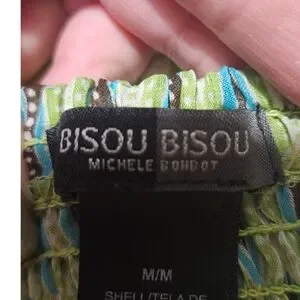 BISOU BISOU
MICHELE BOHBOT
M/M
SHELL/TELA DE